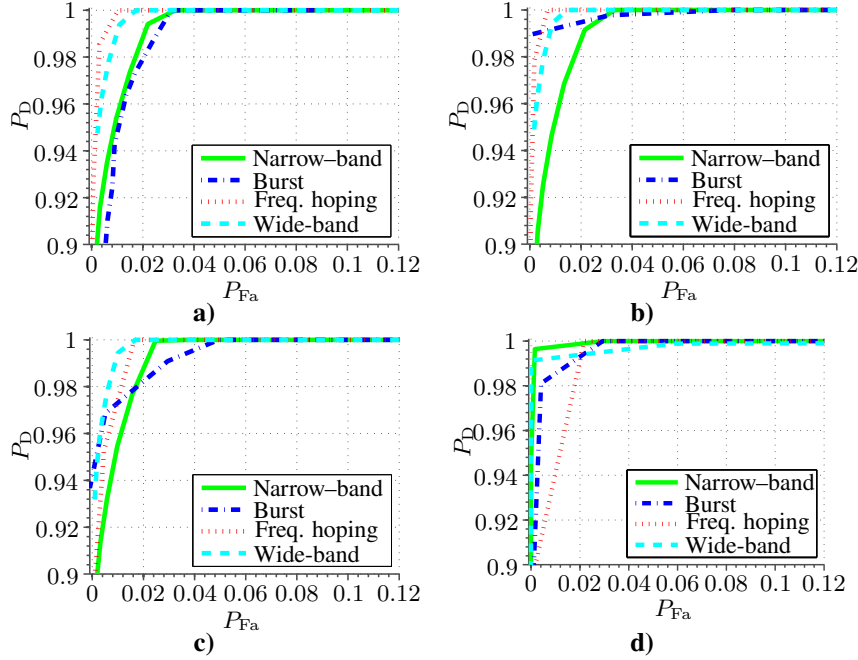 1
0.98
0.96
0.94
0.92
0.9
P_D
Narrow–band
Burst
Freq. hoping
Wide-band
0 0.02 0.04 0.06 0.08 0.1 0.12
P_Fa
a)
1
0.98
0.96
0.94
0.92
0.9
P_D
Narrow–band
Burst
Freq. hoping
Wide-band
0 0.02 0.04 0.06 0.08 0.1 0.12
P_Fa
b)
1
0.98
0.96
0.94
0.92
0.9
P_D
Narrow–band
Burst
Freq. hoping
Wide-band
0 0.02 0.04 0.06 0.08 0.1 0.12
P_Fa
c)
1
0.98
0.96
0.94
0.92
0.9
P_D
Narrow–band
Burst
Freq. hoping
Wide-band
0 0.02 0.04 0.06 0.08 0.1 0.12
P_Fa
d)